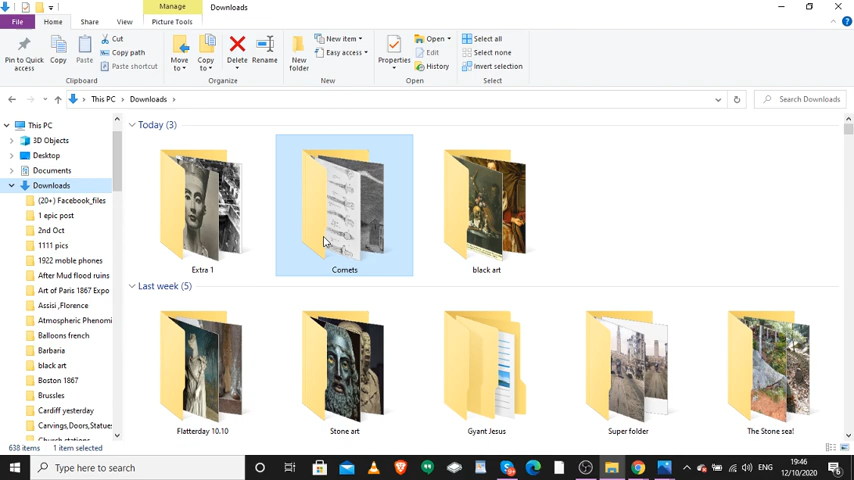 Manage
Downloads
File
Home
Share
View
Picture Tools
Pin to Quick access
Copy
Paste
Cut
Copy path
Paste shortcut
Clipboard
Move to
Copy to
Delete
Rename
Organize
New folder
New item
Easy access
New
Properties
Open
Edit
History
Open
Select all
Select none
Invert selection
Select
This PC
Downloads
Search Downloads
This PC
3D Objects
Desktop
Documents
Downloads
(20+) Facebook_files
1 epic post
2nd Oct
1111 pics
1922 moble phones
After Mud flood ruins
Art of Paris 1867 Expo
Assisi ,Florence
Atmospheric Phenomi
Balloons french
Barbaria
black art
Boston 1867
Brussles
Cardiff yesterday
Carvings,Doors,Statues
Church stations
Today (3)
Extra 1
Comets
black art
Last week (5)
Flatterday 10.10
Stone art
Gyant Jesus
Super folder
The Stone sea!
638 items
1 item selected
Type here to search
ENG
19:46
12/10/2020
6